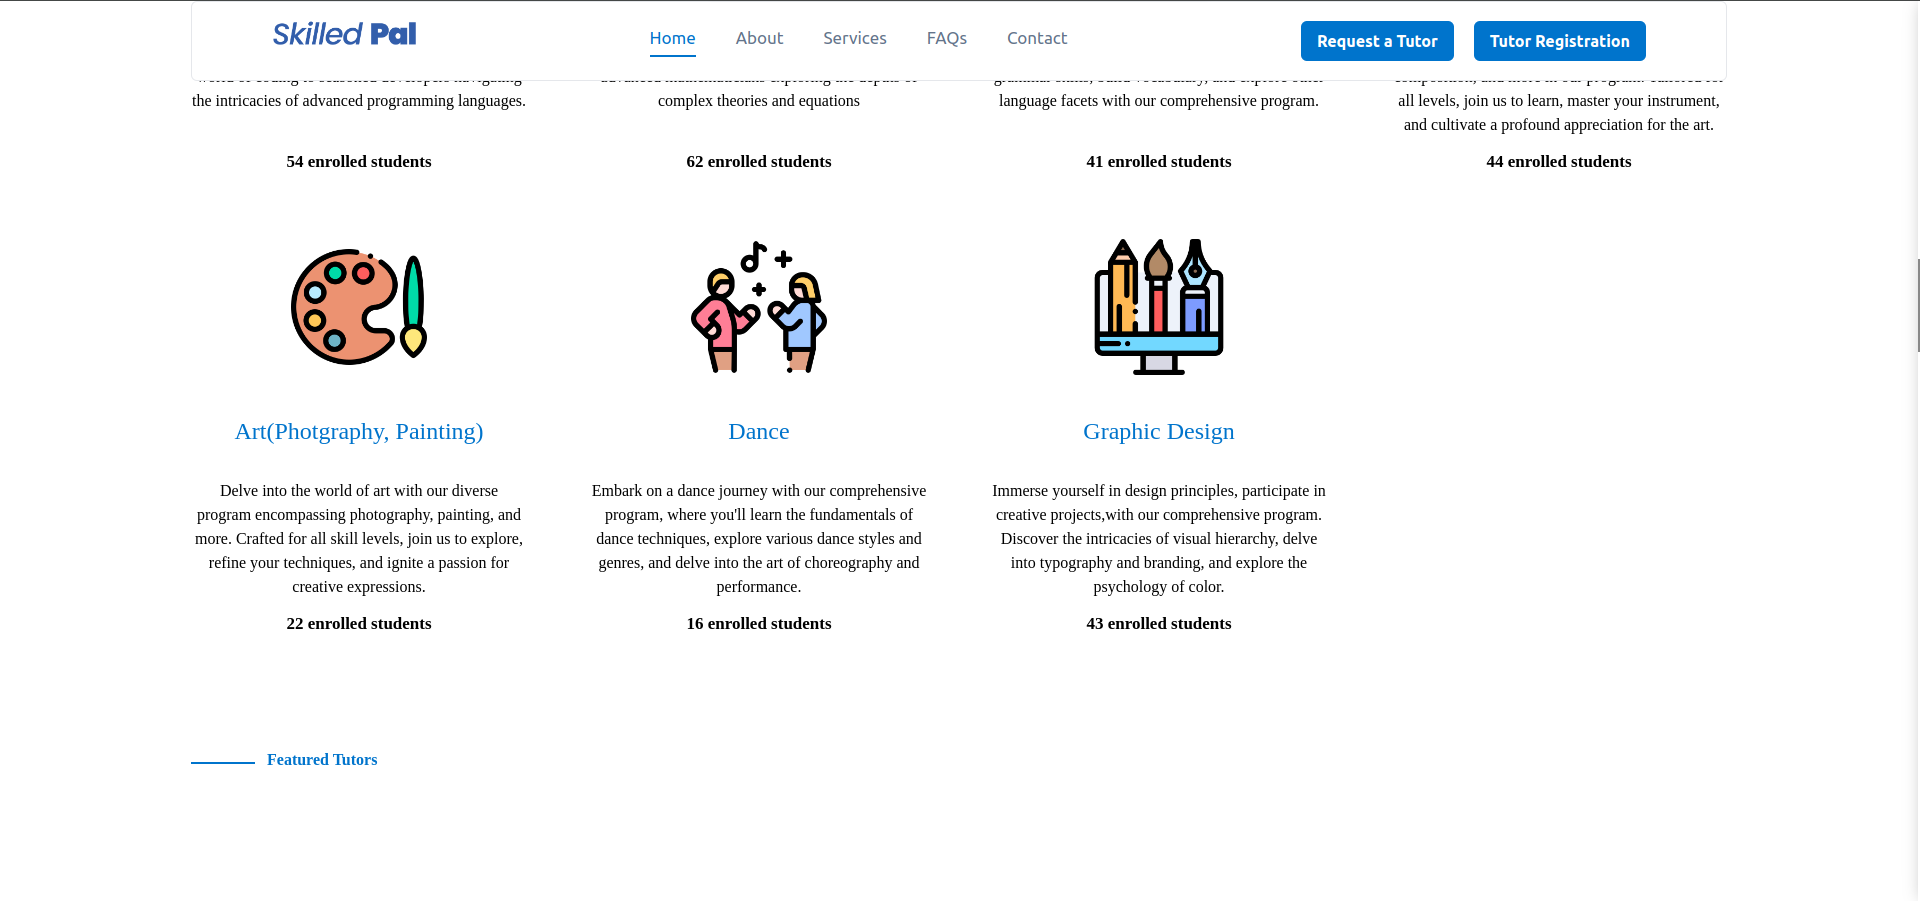 Skilled Pal
Home About Services FAQs Contact
Request a Tutor Tutor Registration
the intricacies of advanced programming languages.
complex theories and equations
language facets with our comprehensive program.
all levels, join us to learn, master your instrument,
and cultivate a profound appreciation for the art.
54 enrolled students
62 enrolled students
41 enrolled students
44 enrolled students
Art(Photgraphy, Painting)
Delve into the world of art with our diverse
program encompassing photography, painting, and
more. Crafted for all skill levels, join us to explore,
refine your techniques, and ignite a passion for
creative expressions.
22 enrolled students
Dance
Embark on a dance journey with our comprehensive
program, where you'll learn the fundamentals of
dance techniques, explore various dance styles and
genres, and delve into the art of choreography and
performance.
16 enrolled students
Graphic Design
Immerse yourself in design principles, participate in
creative projects,with our comprehensive program.
Discover the intricacies of visual hierarchy, delve
into typography and branding, and explore the
psychology of color.
43 enrolled students
Featured Tutors